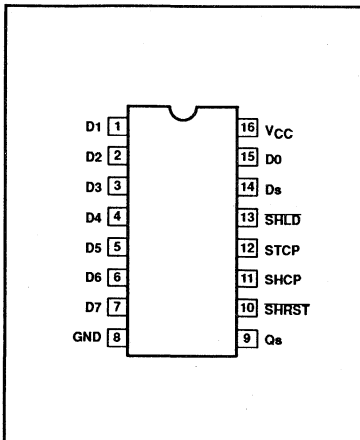 D1 1 16 VCC
D2 2 15 D0
D3 3 14 Ds
D4 4 13 SHLD
D5 5 12 STCP
D6 6 11 SHCP
D7 7 10 SHRST
GND 8 9 Qs